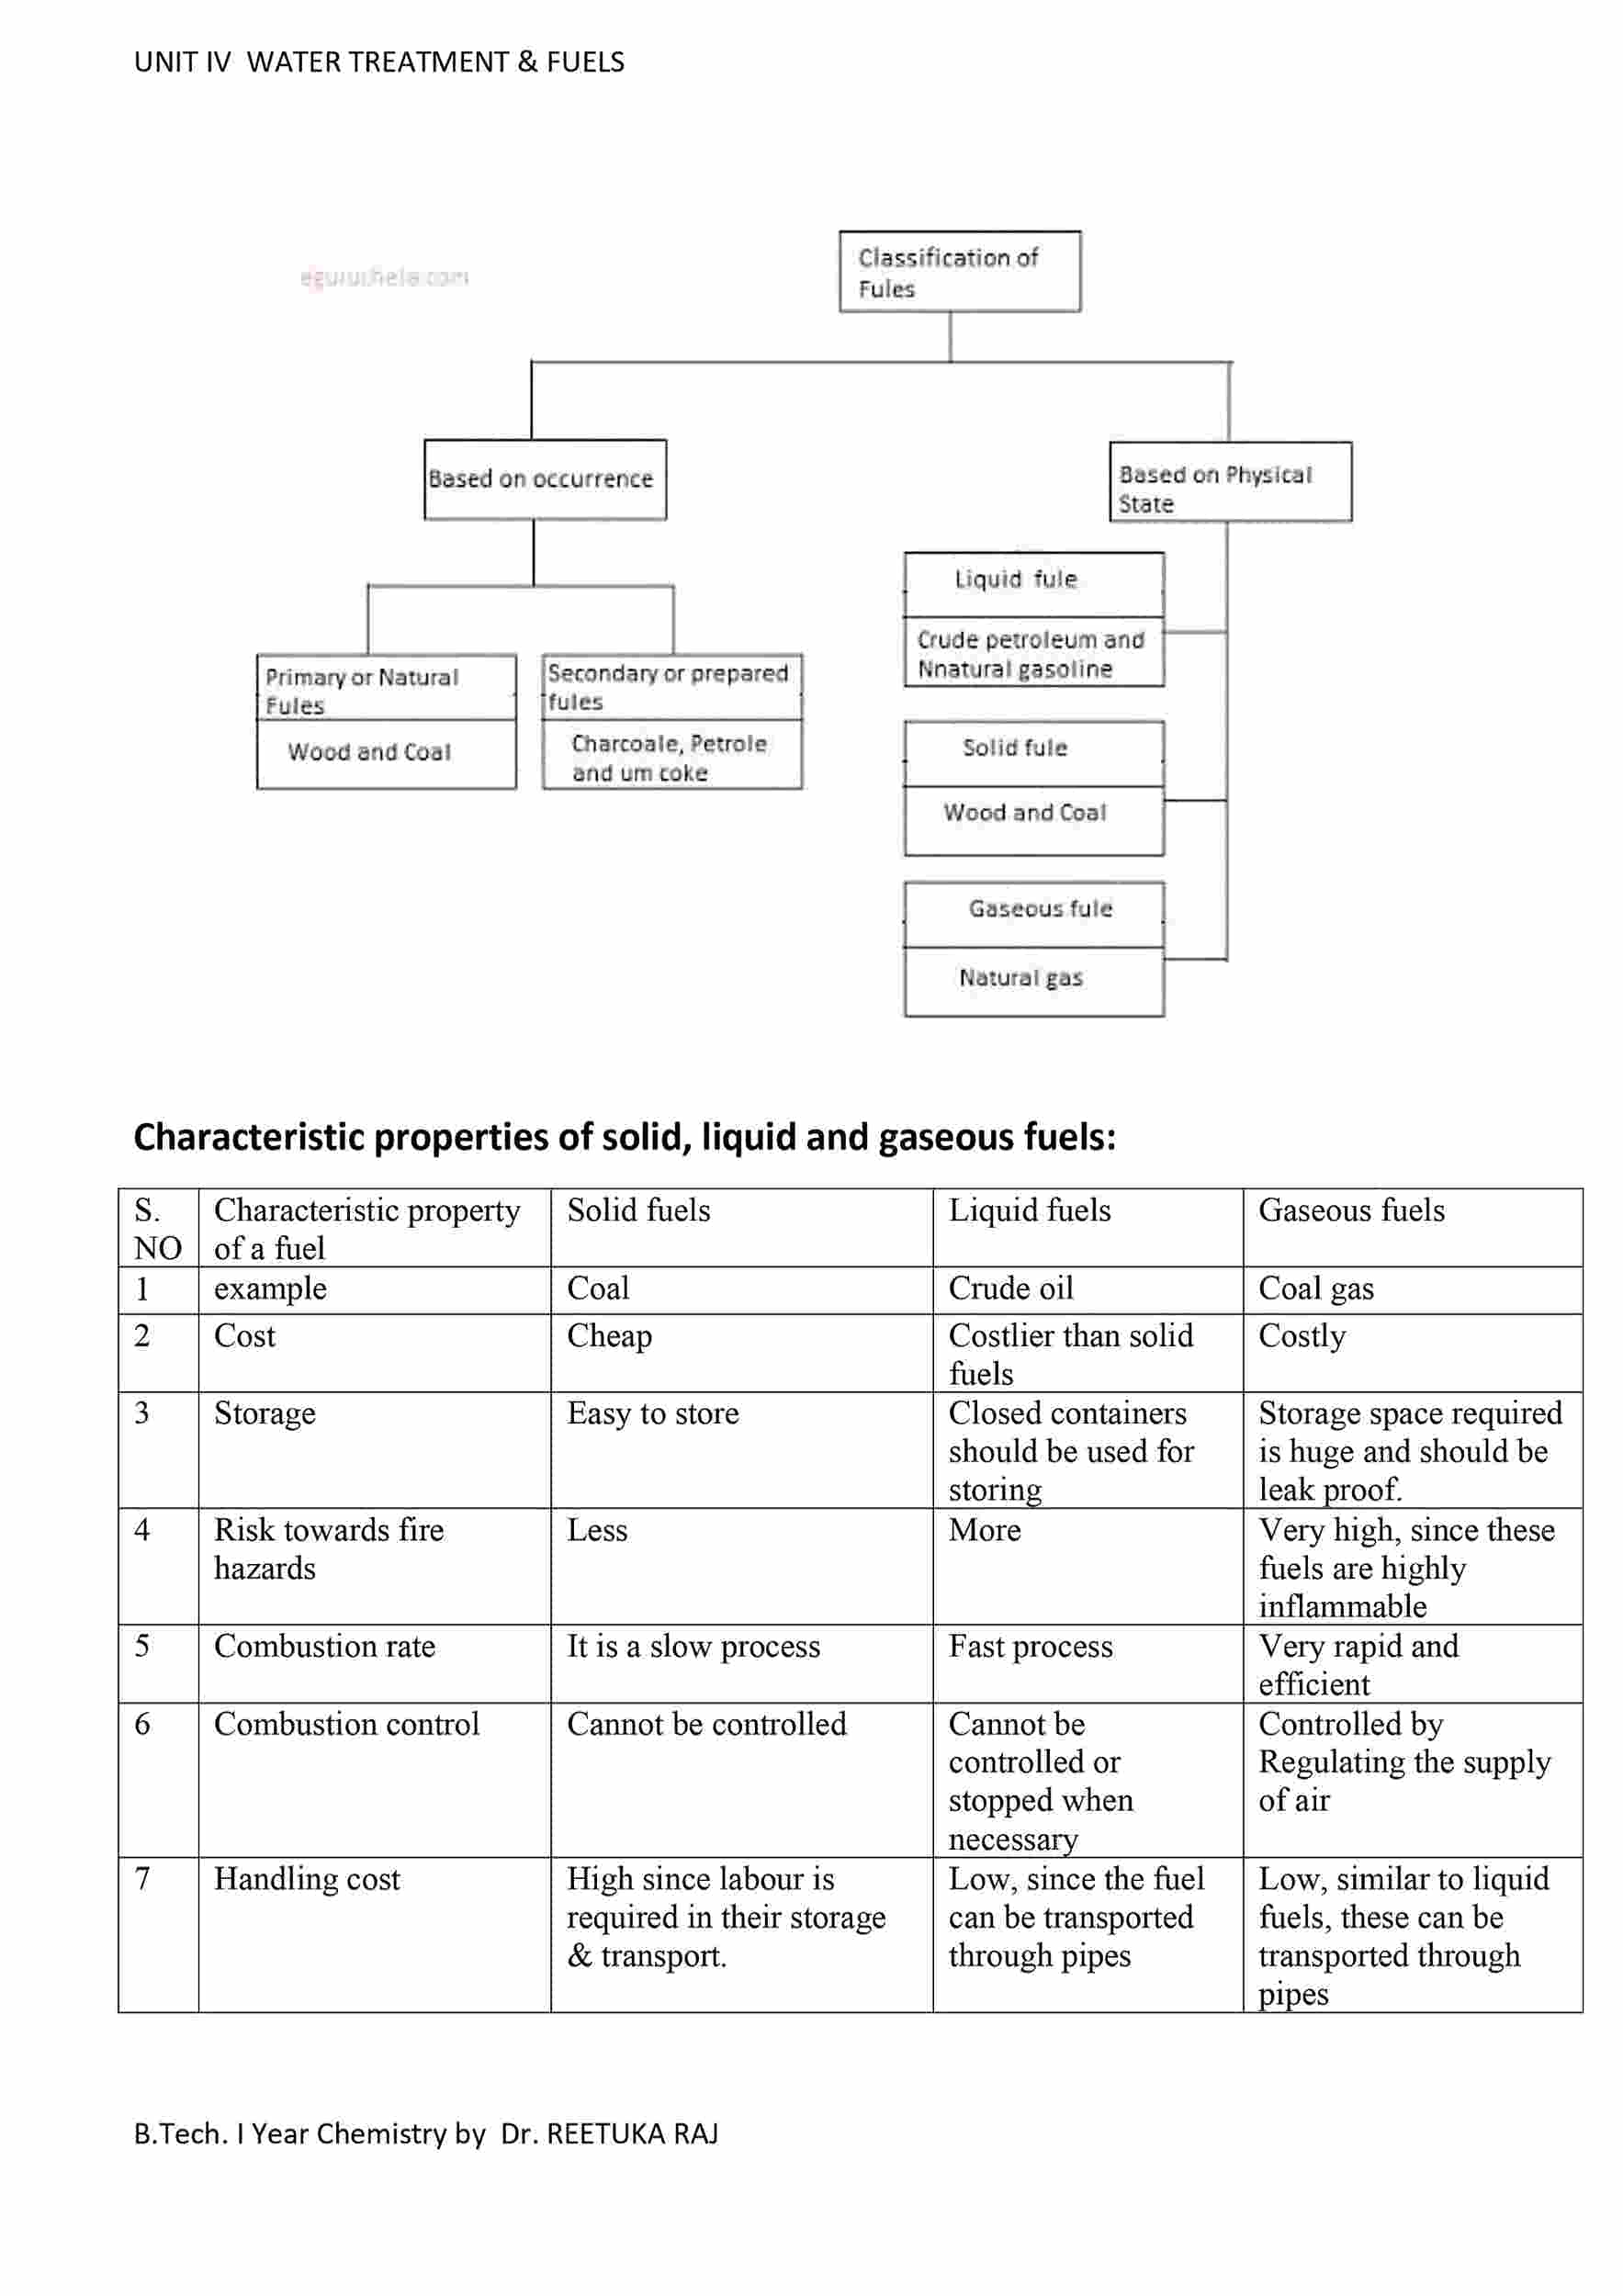 UNIT IV  WATER TREATMENT & FUELS
eguruchela.com
Classification of
Fules
Based on occurrence
Based on Physical
State
Primary or Natural
Fules
Wood and Coal
Secondary or prepared
fules
Charcoale, Petrole
and um coke
Liquid  fule
Crude petroleum and
Nnatural gasoline
Solid fule
Wood and Coal
Gaseous fule
Natural gas
Characteristic properties of solid, liquid and gaseous fuels:
S.
NO
Characteristic property
of a fuel
Solid fuels
Liquid fuels
Gaseous fuels
1
example
Coal
Crude oil
Coal gas
2
Cost
Cheap
Costlier than solid
fuels
Costly
3
Storage
Easy to store
Closed containers
should be used for
storing
Storage space required
is huge and should be
leak proof.
4
Risk towards fire
hazards
Less
More
Very high, since these
fuels are highly
inflammable
5
Combustion rate
It is a slow process
Fast process
Very rapid and
efficient
6
Combustion control
Cannot be controlled
Cannot be
controlled or
stopped when
necessary
Controlled by
Regulating the supply
of air
7
Handling cost
High since labour is
required in their storage
& transport.
Low, since the fuel
can be transported
through pipes
Low, similar to liquid
fuels, these can be
transported through
pipes
B.Tech. I Year Chemistry by  Dr. REETUKA RAJ